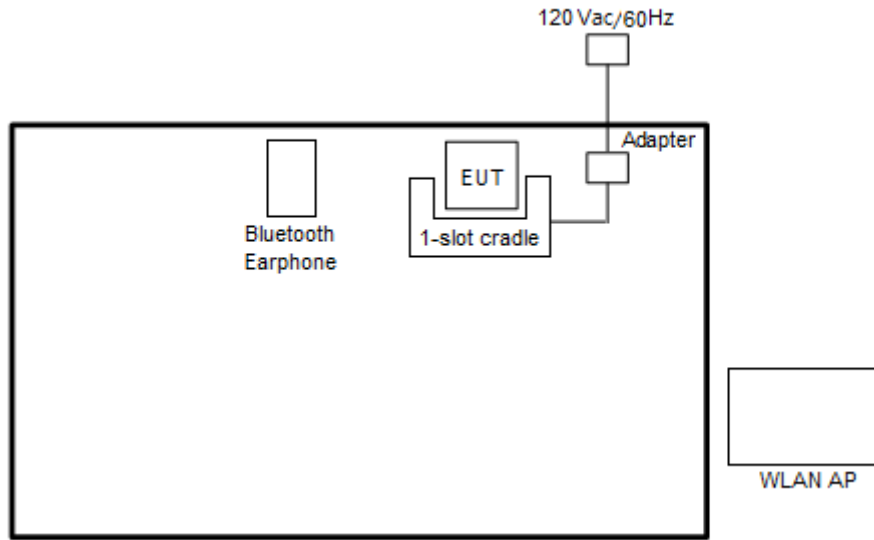 120 Vac/60Hz
Adapter
EUT
1-slot cradle
Bluetooth
Earphone
WLAN AP